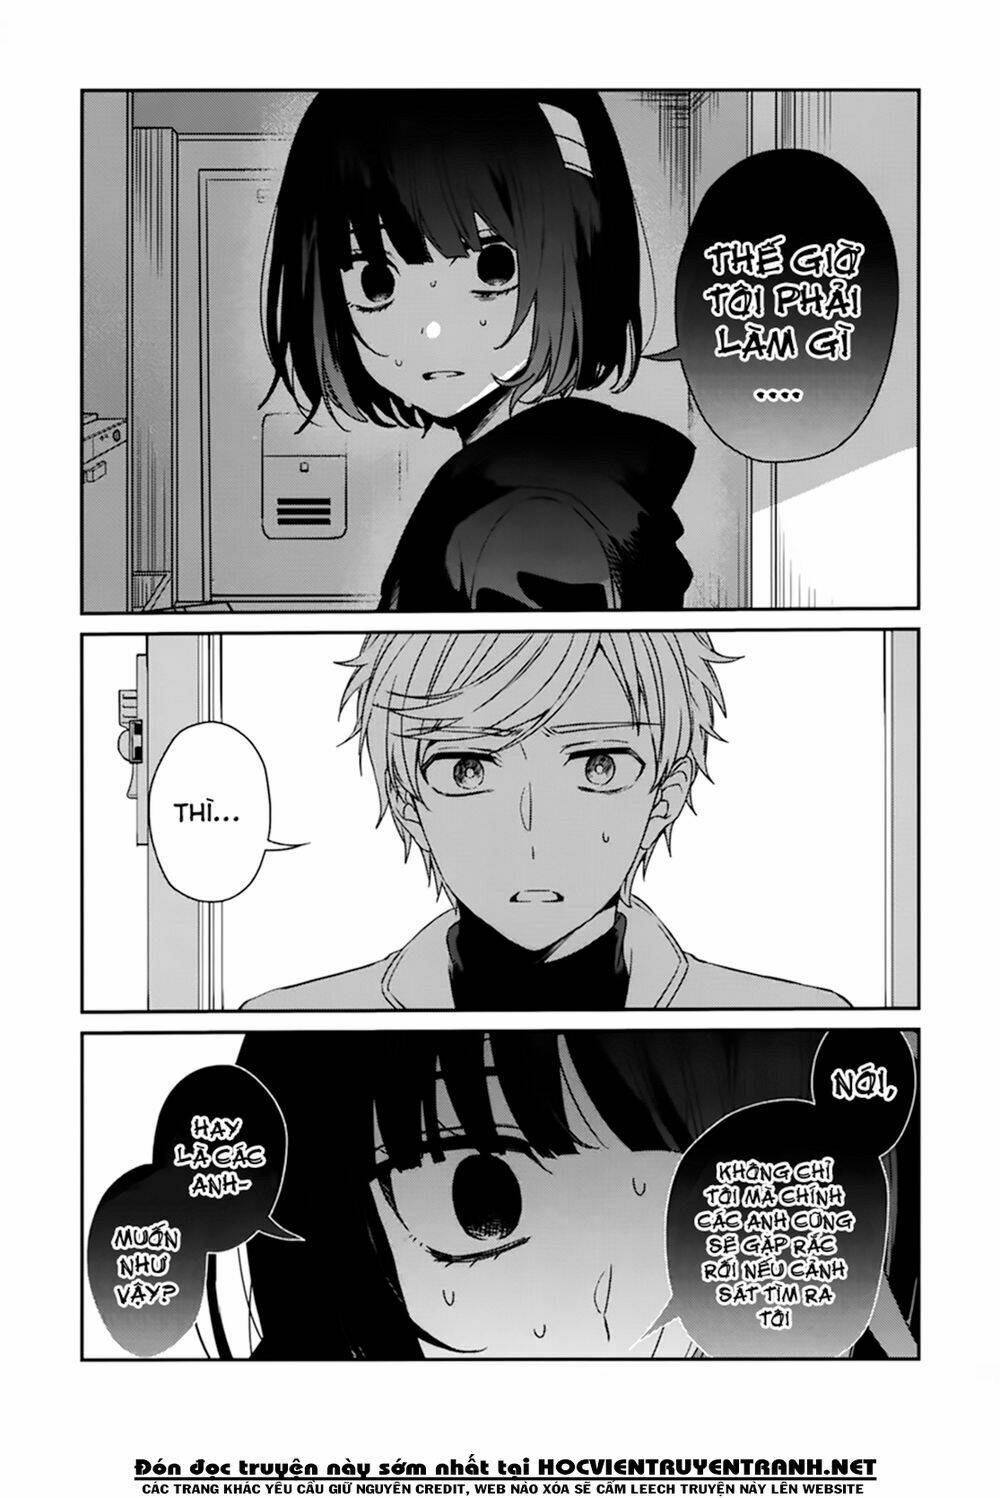 THẾ GIỜ
TÔI PHẢI
LÀM GÌ
....
THÌ...
NÓI,
KHÔNG CHỈ
TÔI MÀ CHÍNH
CÁC ANH CŨNG
SẼ GẶP RẮC
RỐI NẾU CẢNH
SÁT TÌM RA
TÔI
HAY
LÀ CÁC
ANH-
MUỐN
NHƯ
VẬY?
Đón đọc truyện này sớm nhất tại HOCVIENTRUYENTRANH.NET
CÁC TRANG KHÁC YÊU CẦU GIỮ NGUYÊN CREDIT, WEB NÀO XÓA SẼ CẤM LEECH TRUYỆN NÀY LÊN WEBSITE